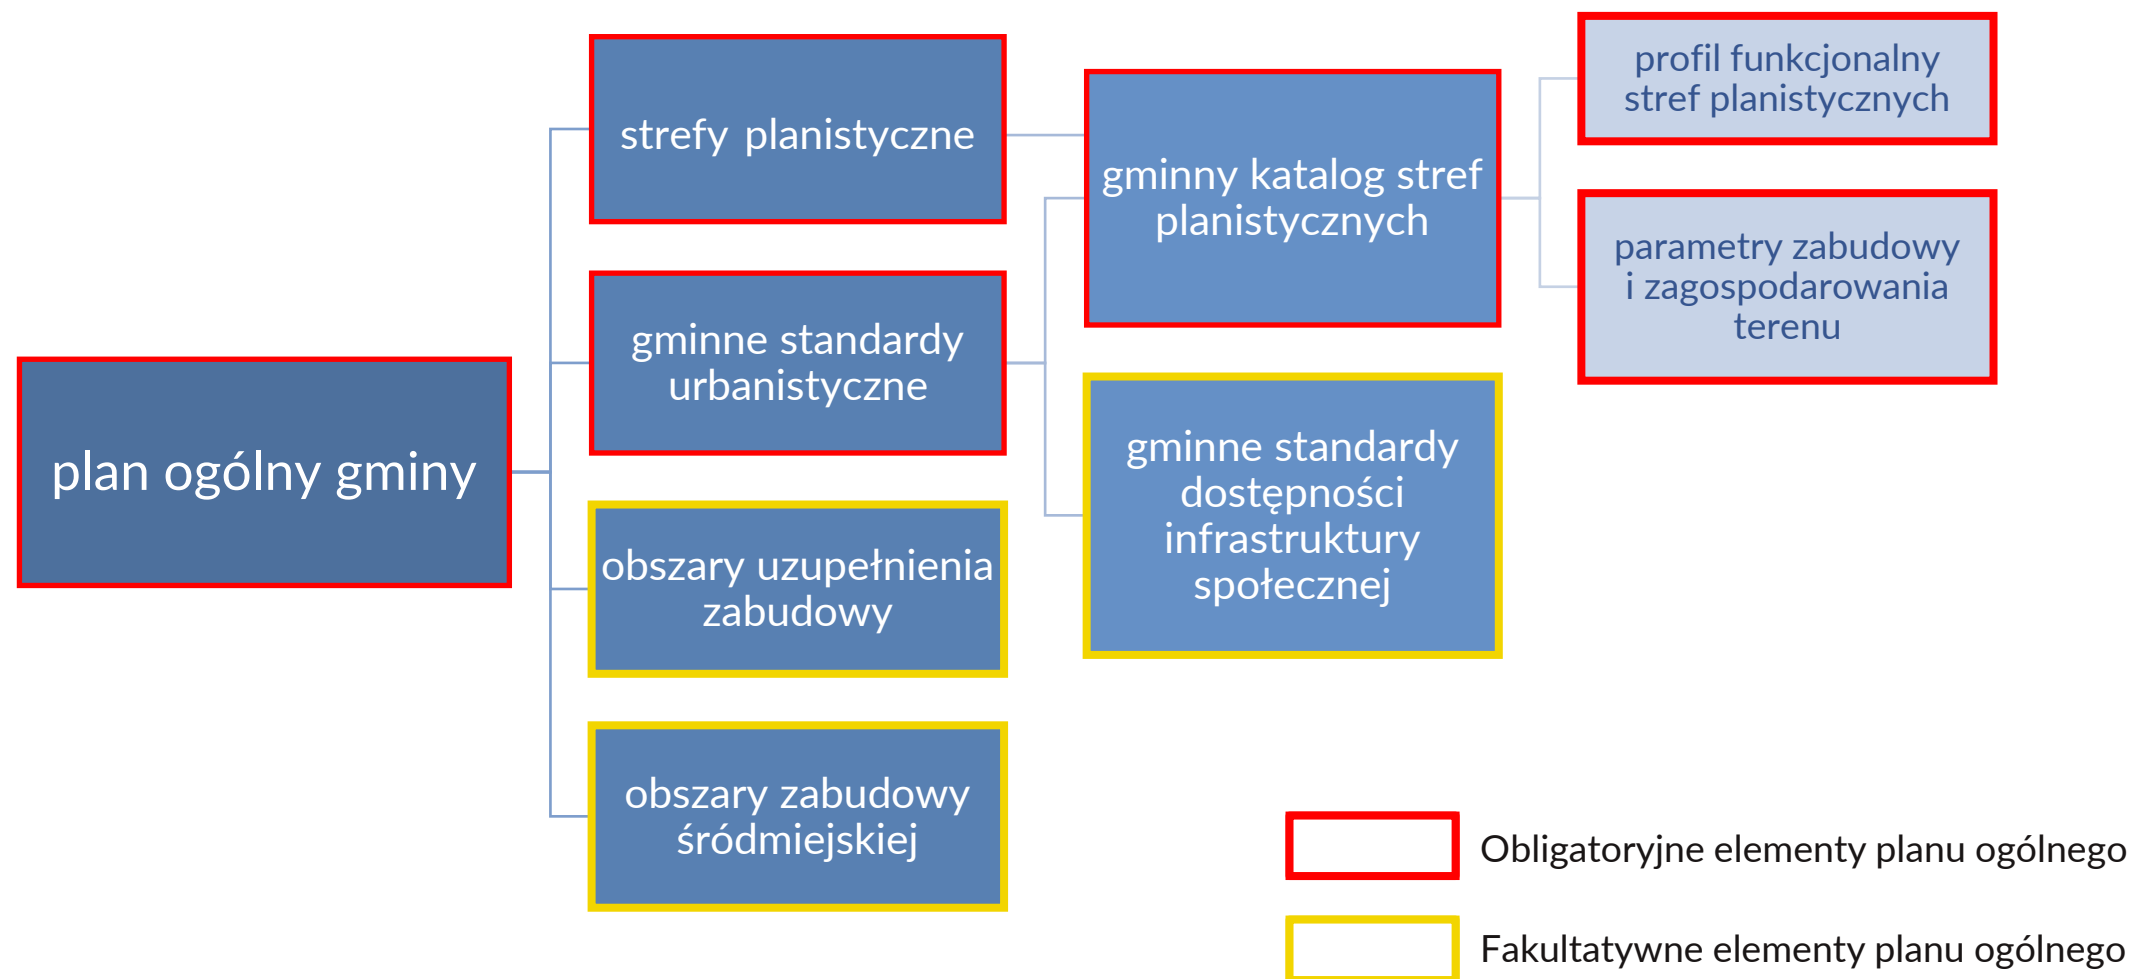 plan ogólny gminy
strefy planistyczne
gminne standardy
urbanistyczne
obszary uzupełnienia
zabudowy
obszary zabudowy
śródmiejskiej
gminny katalog stref
planistycznych
gminne standardy
dostępności
infrastruktury
społecznej
profil funkcjonalny
stref planistycznych
parametry zabudowy
i zagospodarowania
terenu
Obligatoryjne elementy planu ogólnego
Fakultatywne elementy planu ogólnego